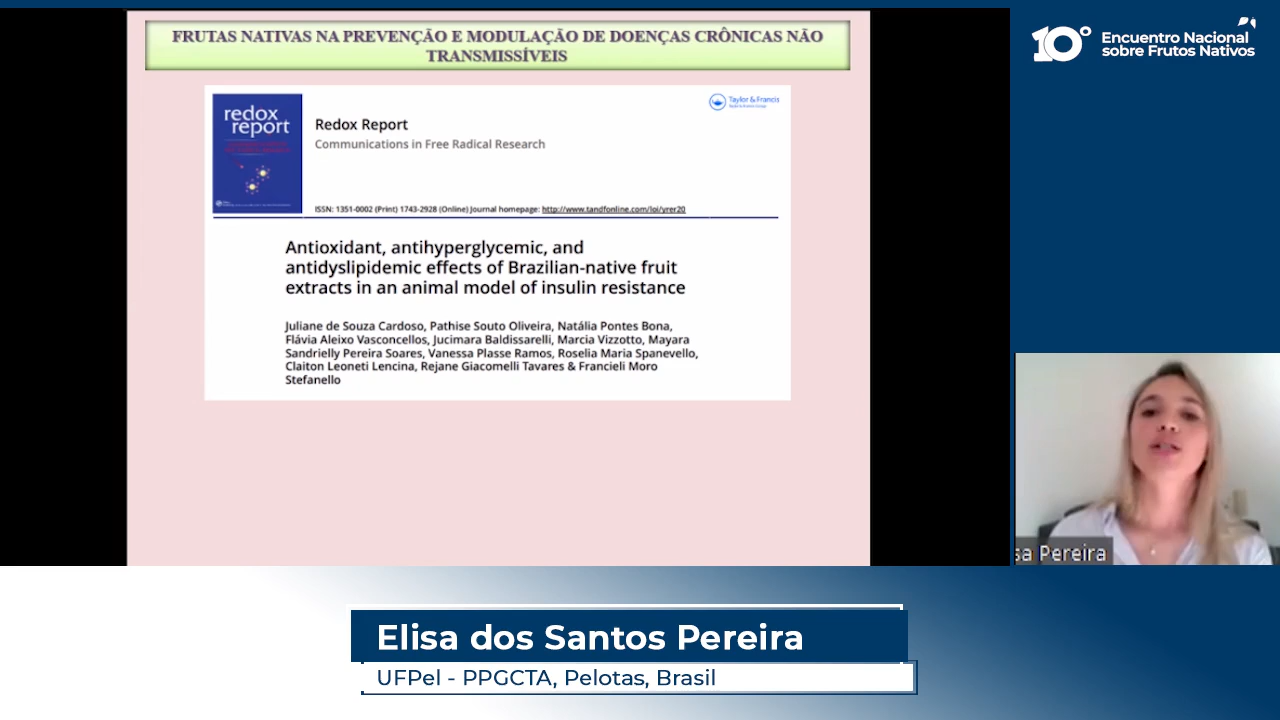 FRUTAS NATIVAS NA PREVENÇÃO E MODULAÇÃO DE DOENÇAS CRÔNICAS NÃO
TRANSMISSÍVEIS
redox
report
Taylor & Francis
Redox Report
Communications in Free Radical Research
ISSN: 1351-0002 (Print) 1743-2928 (Online) Journal homepage: http://www.tandfonline.com/loi/yrer20
Antioxidant, antihyperglycemic, and
antidyslipidemic effects of Brazilian-native fruit
extracts in an animal model of insulin resistance
Juliane de Souza Cardoso, Pathise Souto Oliveira, Natália Pontes Bona,
Flávia Aleixo Vasconcellos, Jucimara Baldissarelli, Marcia Vizzotto, Mayara
Sandrielly Pereira Soares, Vanessa Plasse Ramos, Roselia Maria Spanevello,
Claiton Leoneti Lencina, Rejane Giacomelli Tavares & Francieli Moro
Stefanello
10° Encuentro Nacional
sobre Frutos Nativos
sa Pereira
Elisa dos Santos Pereira
UFPel - PPGCTA, Pelotas, Brasil